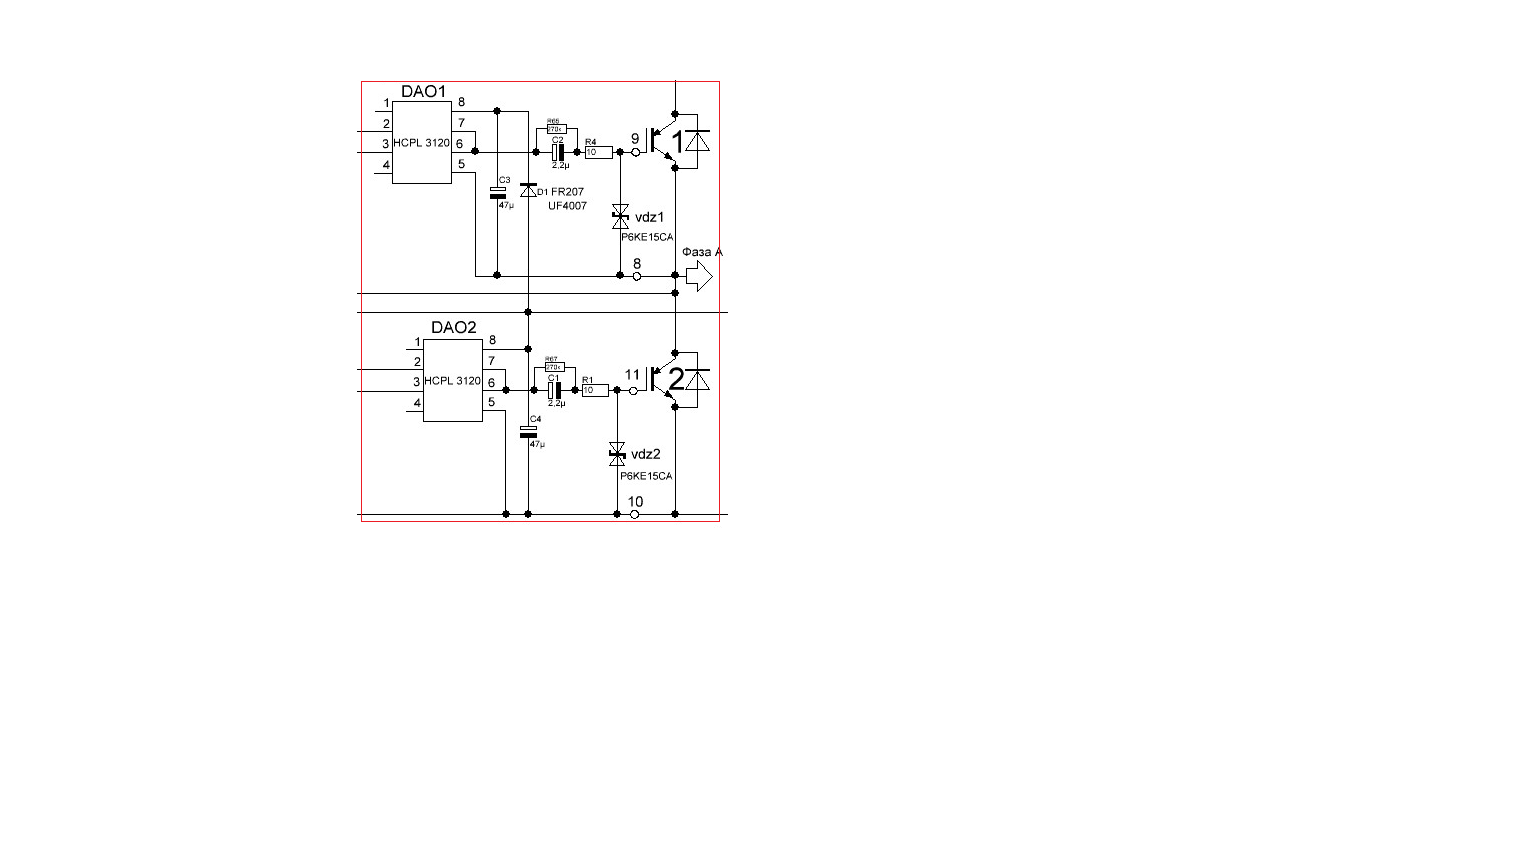 DAO1
1
8
2
7
HCPL 3120
3
6
4
5
R65
270к
C2
2,2µ
R4
10
9
1
C3
47µ
D1 FR207
UF4007
vdz1
P6KE15CA
Фаза А
8
DAO2
1
8
2
7
HCPL 3120
3
6
4
5
R67
270к
C1
2,2µ
R1
10
11
2
C4
47µ
vdz2
P6KE15CA
10